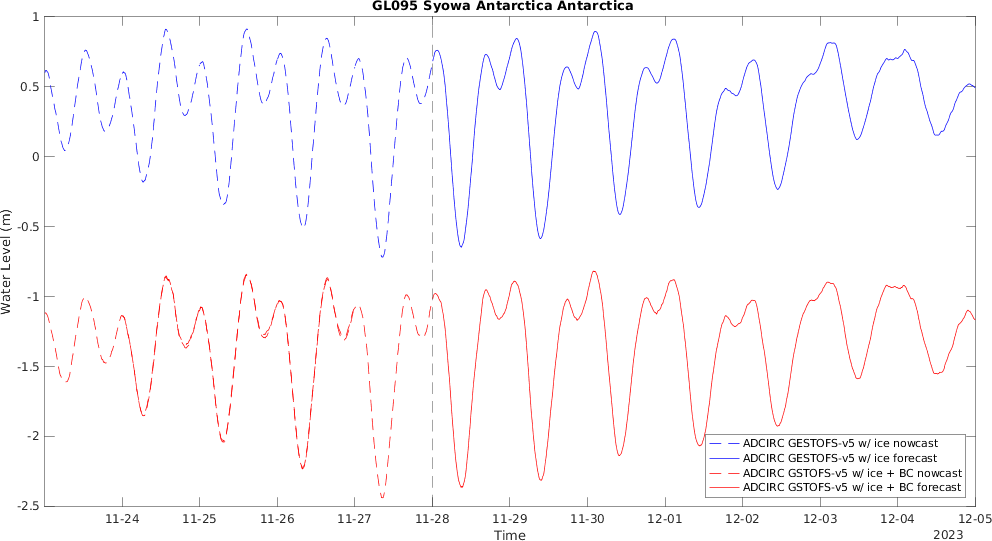 GL095 Syowa Antarctica Antarctica
1
0.5
0
-0.5
-1
-1.5
-2
-2.5
Water Level (m)
ADCIRC GESTOFS-v5 w/ ice nowcast
ADCIRC GESTOFS-v5 w/ ice forecast
ADCIRC GSTOFS-v5 w/ ice + BC nowcast
ADCIRC GSTOFS-v5 w/ ice + BC forecast
11-24 11-25 11-26 11-27 11-28 11-29 11-30 12-01 12-02 12-03 12-04 12-05
Time
2023